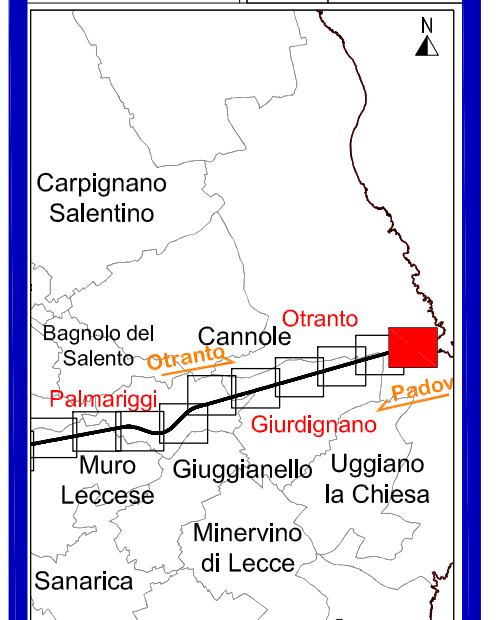 N
Carpignano
Salentino
Otranto
Bagnolo del
Salento
Cannole
Otranto
Padov
Palmariggi
Giurdignano
Muro
Leccese
Giuggianello
Uggiano
la Chiesa
Minervino
di Lecce
Sanarica